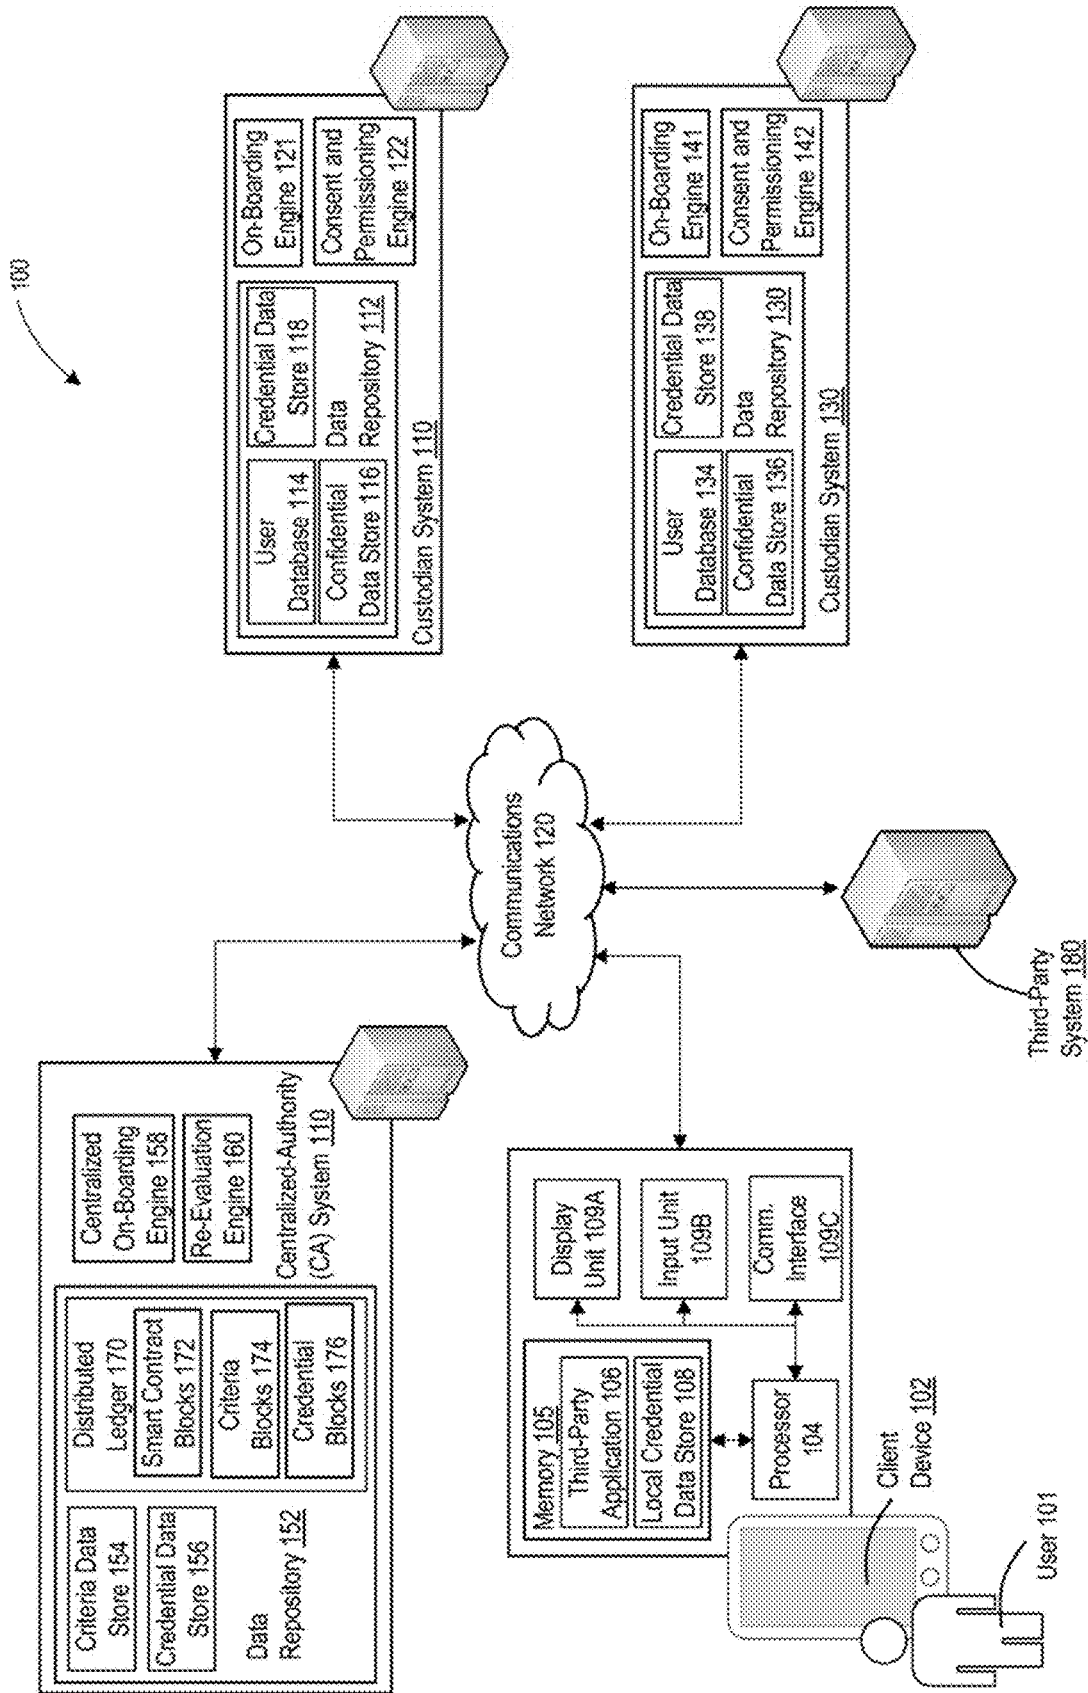 100
Criteria Data
Store 154
Credential Data
Store 156
Data
Repository 152
Distributed
Ledger 170
Smart Contract
Blocks 172
Criteria
Blocks 174
Credential
Blocks 176
Centralized
On-Boarding
Engine 158
Re-Evaluation
Engine 160
Centralized-Authority
(CA) System 110
User
Database 114
Confidential
Data Store 116
Credential Data
Store 118
Data
Repository 112
Custodian System 110
On-Boarding
Engine 121
Consent and
Permissioning
Engine 122
Communications
Network 120
Memory 105
Third-Party
Application 106
Local Credential
Data Store 108
Processor
104
Display
Unit 109A
Input Unit
109B
Comm.
Interface
109C
Client
Device 102
User 101
Third-Party
System 180
User
Database 134
Confidential
Data Store 136
Credential Data
Store 138
Data
Repository 130
Custodian System 130
On-Boarding
Engine 141
Consent and
Permissioning
Engine 142